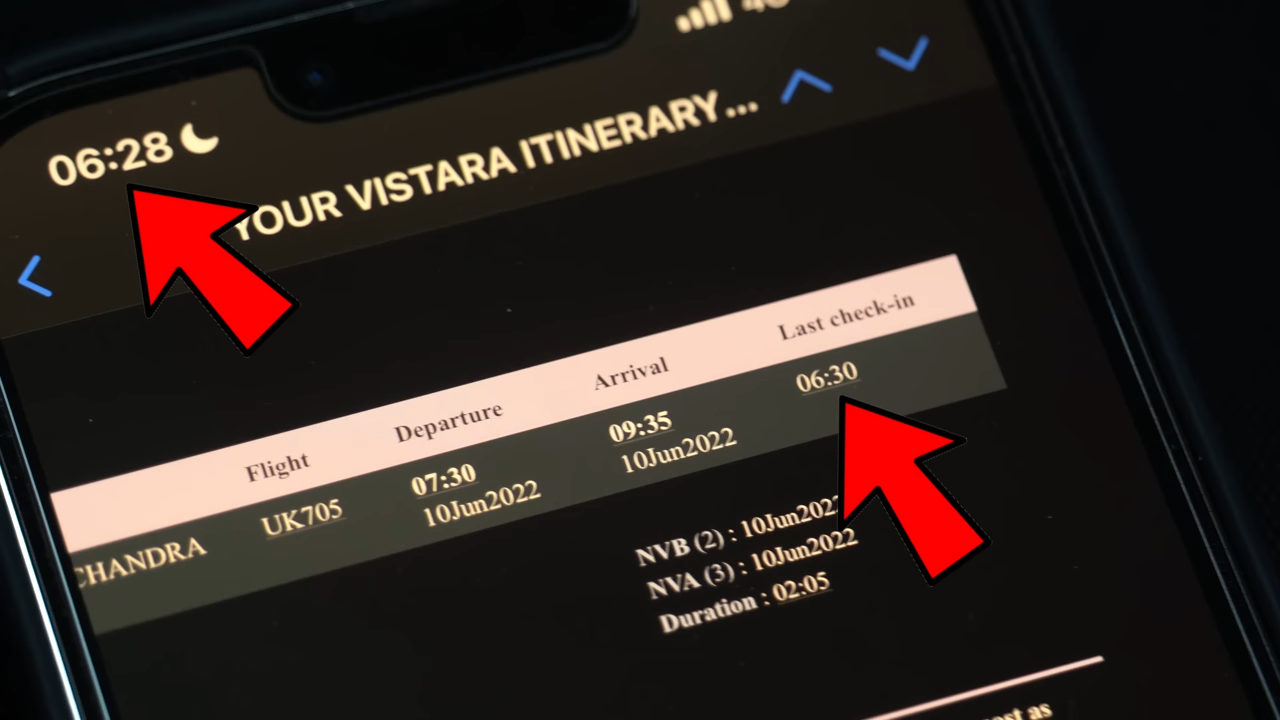 06:28
YOUR VISTARA ITINERARY...
Flight Departure Arrival Last check-in
CHANDRA UK705 07:30 09:35 06:30
10Jun2022 10Jun2022
NVB (2) : 10Jun2022
NVA (3) : 10Jun2022
Duration : 02:05
as